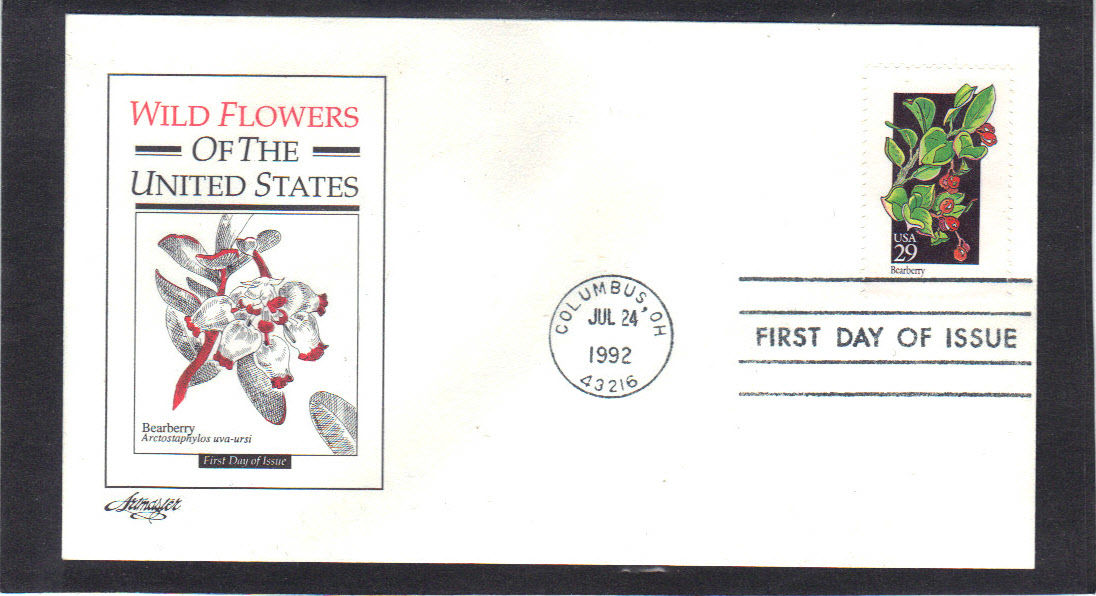 WILD FLOWERS
OF THE
UNITED STATES
Bearberry
Arctostaphylos uva-ursi
First Day of Issue
Artmaster
USA
29
Bearberry
COLUMBUS, OH
JUL 24
1992
43216
FIRST DAY OF ISSUE